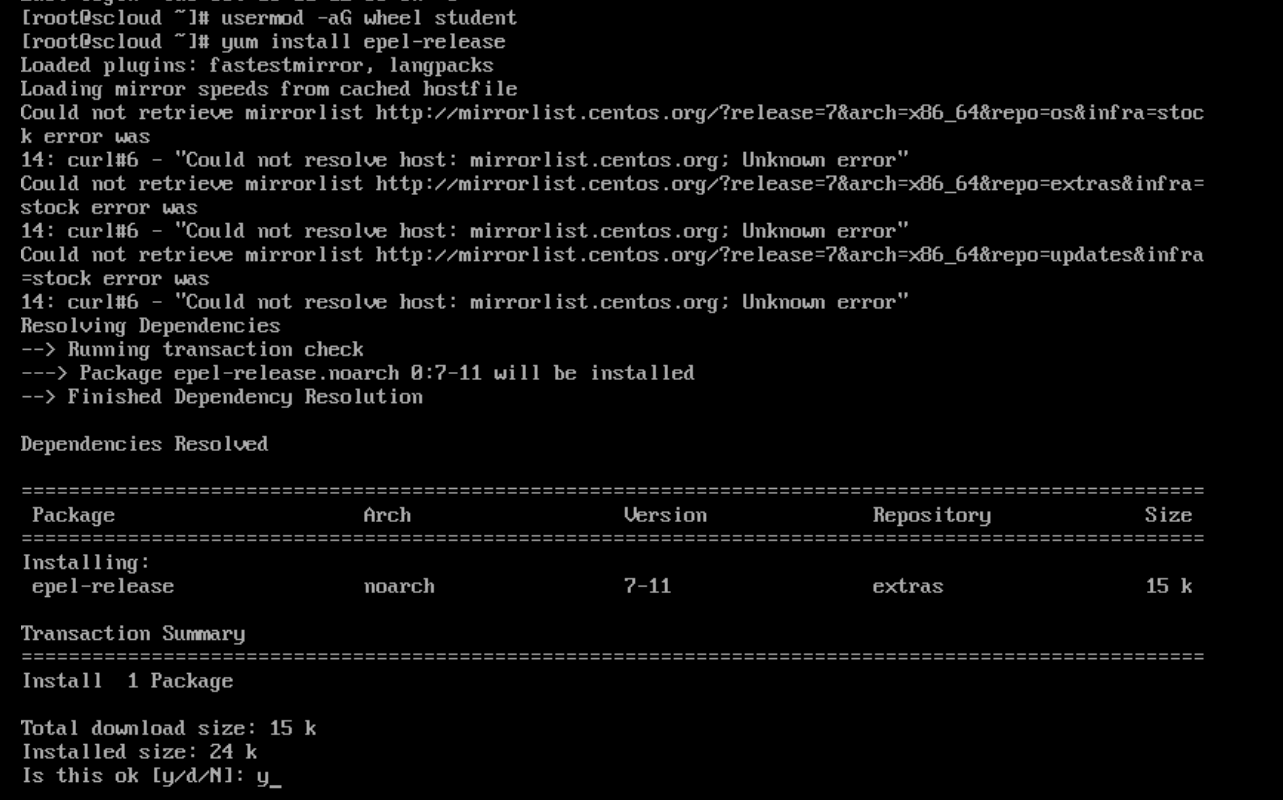 [root@scloud ~]# usermod -aG wheel student
[root@scloud ~]# yum install epel-release
Loaded plugins: fastestmirror, langpacks
Loading mirror speeds from cached hostfile
Could not retrieve mirrorlist http://mirrorlist.centos.org/?release=7&arch=x86_64&repo=os&infra=stoc
k error was
14: curl#6 - "Could not resolve host: mirrorlist.centos.org; Unknown error"
Could not retrieve mirrorlist http://mirrorlist.centos.org/?release=7&arch=x86_64&repo=extras&infra=
stock error was
14: curl#6 - "Could not resolve host: mirrorlist.centos.org; Unknown error"
Could not retrieve mirrorlist http://mirrorlist.centos.org/?release=7&arch=x86_64&repo=updates&infra
=stock error was
14: curl#6 - "Could not resolve host: mirrorlist.centos.org; Unknown error"
Resolving Dependencies
--> Running transaction check
---> Package epel-release.noarch 0:7-11 will be installed
--> Finished Dependency Resolution
Dependencies Resolved
====================================================================================================
Package Arch Version Repository Size
====================================================================================================
Installing:
epel-release noarch 7-11 extras 15 k
Transaction Summary
====================================================================================================
Install 1 Package
Total download size: 15 k
Installed size: 24 k
Is this ok [y/d/N]: y_